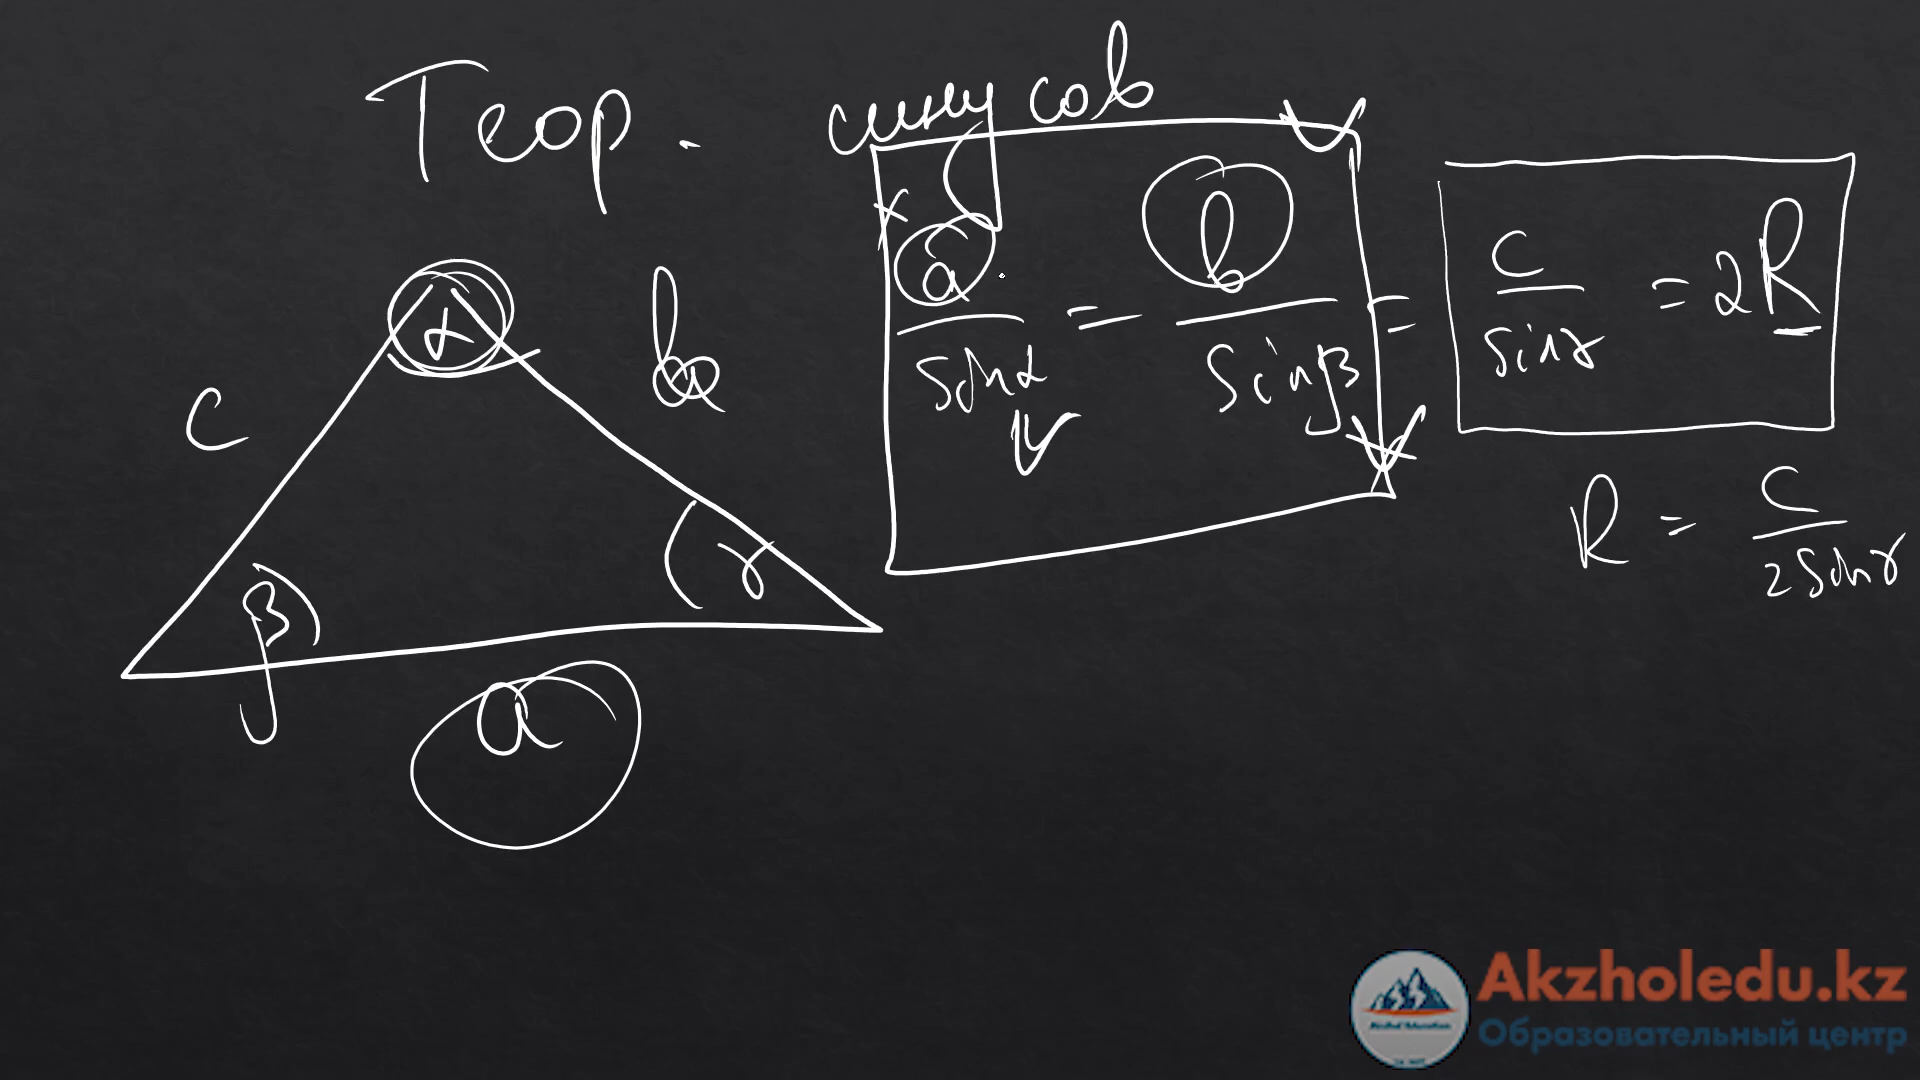 Теор. синусов
α
c
b
β
γ
a
a/sinα = b/sinβ = c/sinγ = 2R
R = c/2sinγ
Akzholedu.kz
Образовательный центр